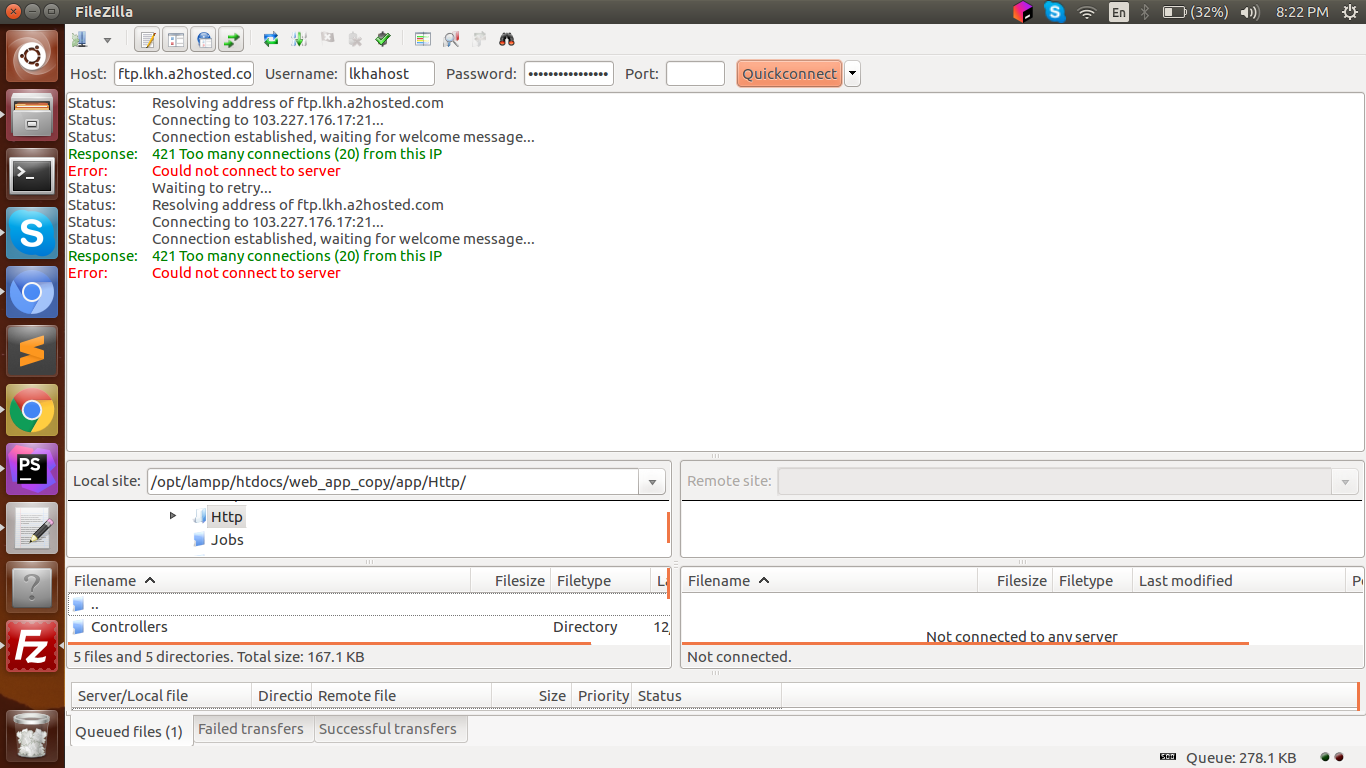 FileZilla
En
(32%)
8:22 PM
Host: ftp.lkh.a2hosted.co Username: lkhahost Password: •••••••••••••••• Port: Quickconnect
Status: Resolving address of ftp.lkh.a2hosted.com
Status: Connecting to 103.227.176.17:21...
Status: Connection established, waiting for welcome message...
Response: 421 Too many connections (20) from this IP
Error: Could not connect to server
Status: Waiting to retry...
Status: Resolving address of ftp.lkh.a2hosted.com
Status: Connecting to 103.227.176.17:21...
Status: Connection established, waiting for welcome message...
Response: 421 Too many connections (20) from this IP
Error: Could not connect to server
PS
Fz
Local site: /opt/lampp/htdocs/web_app_copy/app/Http/
Http
Jobs
Filename Filesize Filetype La
..
Controllers Directory 12,
5 files and 5 directories. Total size: 167.1 KB
Remote site:
Filename Filesize Filetype Last modified Pe
Not connected to any server
Not connected.
Server/Local file Directio Remote file Size Priority Status
Queued files (1) Failed transfers Successful transfers
Queue: 278.1 KB